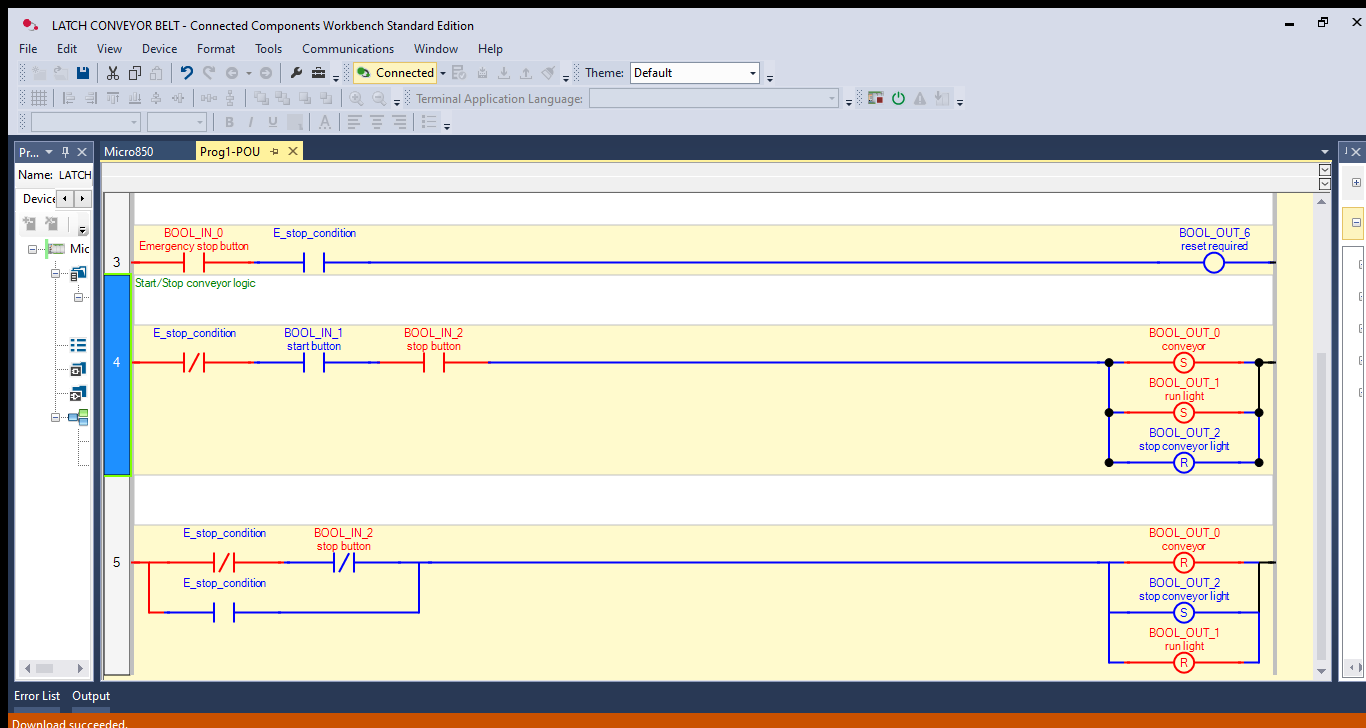 LATCH CONVEYOR BELT - Connected Components Workbench Standard Edition
File Edit View Device Format Tools Communications Window Help
Connected Theme: Default
Terminal Application Language:
B I U A
Pr... Micro850 Prog1-POU
Name: LATCH
Device
Mic
BOOL_IN_0 E_stop_condition BOOL_OUT_6
Emergency stop button reset required
3
Start/Stop conveyor logic
E_stop_condition BOOL_IN_1 BOOL_IN_2 BOOL_OUT_0
start button stop button conveyor
4 S
BOOL_OUT_1
run light
S
BOOL_OUT_2
stop conveyor light
R
E_stop_condition BOOL_IN_2 BOOL_OUT_0
stop button conveyor
5 R
E_stop_condition BOOL_OUT_2
stop conveyor light
S
BOOL_OUT_1
run light
R
Error List Output
Download succeeded.